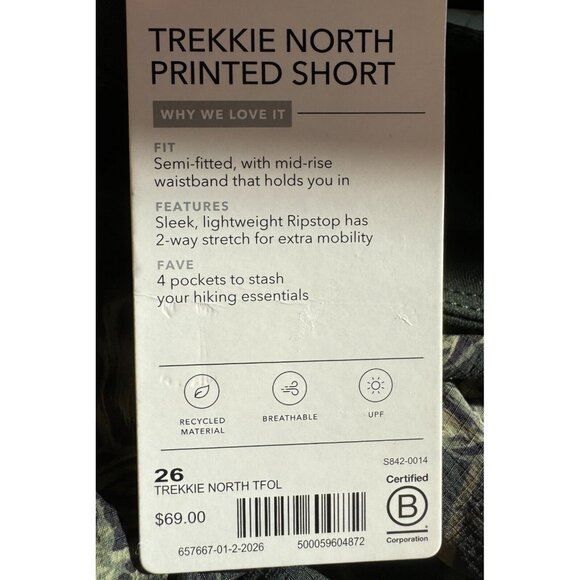 TREKKIE NORTH
PRINTED SHORT
WHY WE LOVE IT
FIT
Semi-fitted, with mid-rise
waistband that holds you in
FEATURES
Sleek, lightweight Ripstop has
2-way stretch for extra mobility
FAVE
4 pockets to stash
your hiking essentials
RECYCLED
MATERIAL
BREATHABLE
UPF
26
TREKKIE NORTH TFOL
$69.00
657667-01-2-2026
500059604872
S842-0014
Certified
B
Corporation